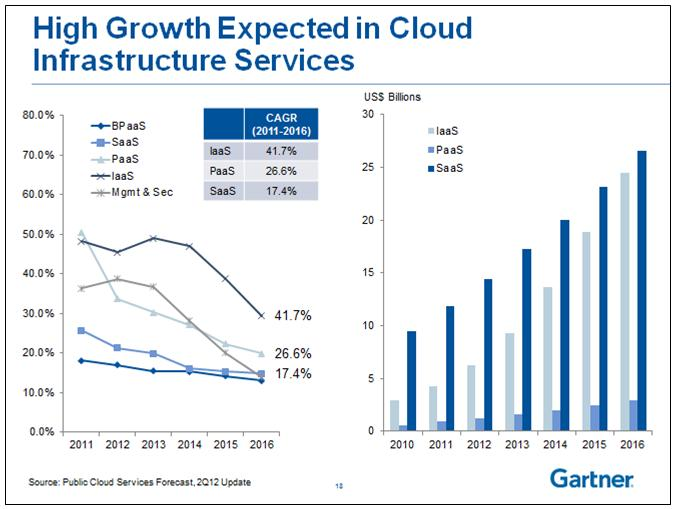 High Growth Expected in Cloud
Infrastructure Services
80.0%
70.0%
60.0%
50.0%
40.0%
30.0%
20.0%
10.0%
0.0%
BPaaS
SaaS
PaaS
IaaS
Mgmt & Sec
CAGR
(2011-2016)
IaaS 41.7%
PaaS 26.6%
SaaS 17.4%
41.7%
26.6%
17.4%
2011 2012 2013 2014 2015 2016
US$ Billions
30
25
20
15
10
5
0
IaaS
PaaS
SaaS
2010 2011 2012 2013 2014 2015 2016
Source: Public Cloud Services Forecast, 2Q12 Update
18
Gartner